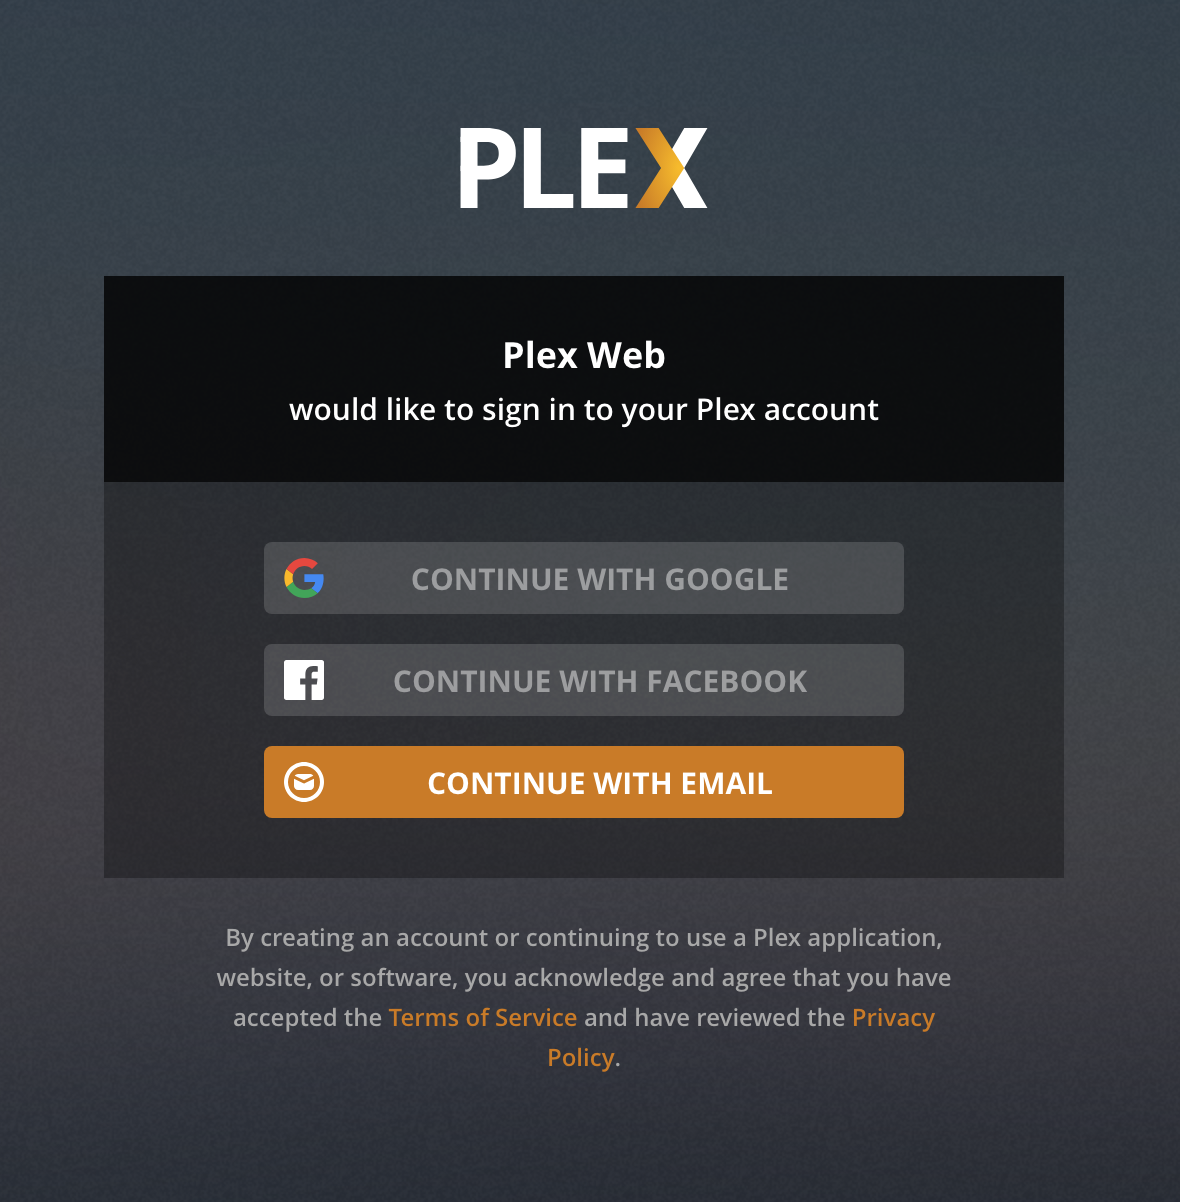 PLEX
Plex Web
would like to sign in to your Plex account
CONTINUE WITH GOOGLE
CONTINUE WITH FACEBOOK
CONTINUE WITH EMAIL
By creating an account or continuing to use a Plex application,
website, or software, you acknowledge and agree that you have
accepted the Terms of Service and have reviewed the Privacy
Policy.